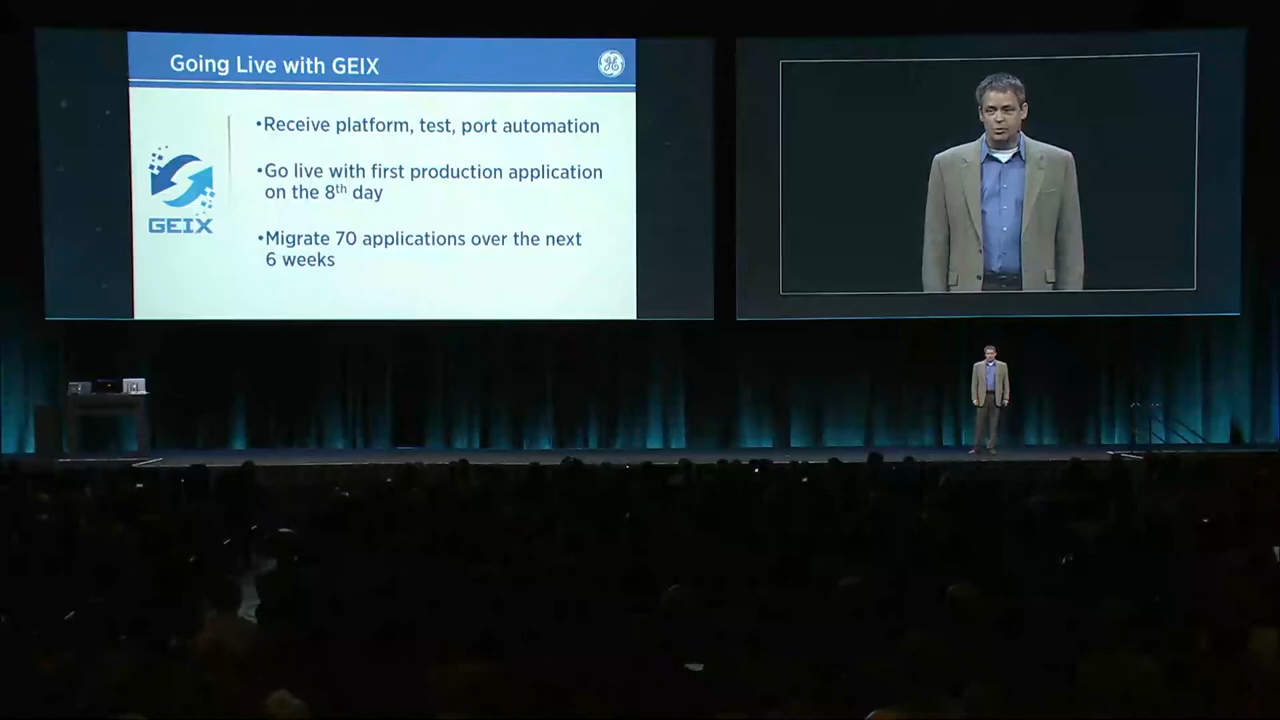 Going Live with GEIX
GE
•Receive platform, test, port automation
•Go live with first production application
on the 8th day
•Migrate 70 applications over the next
6 weeks
GEIX